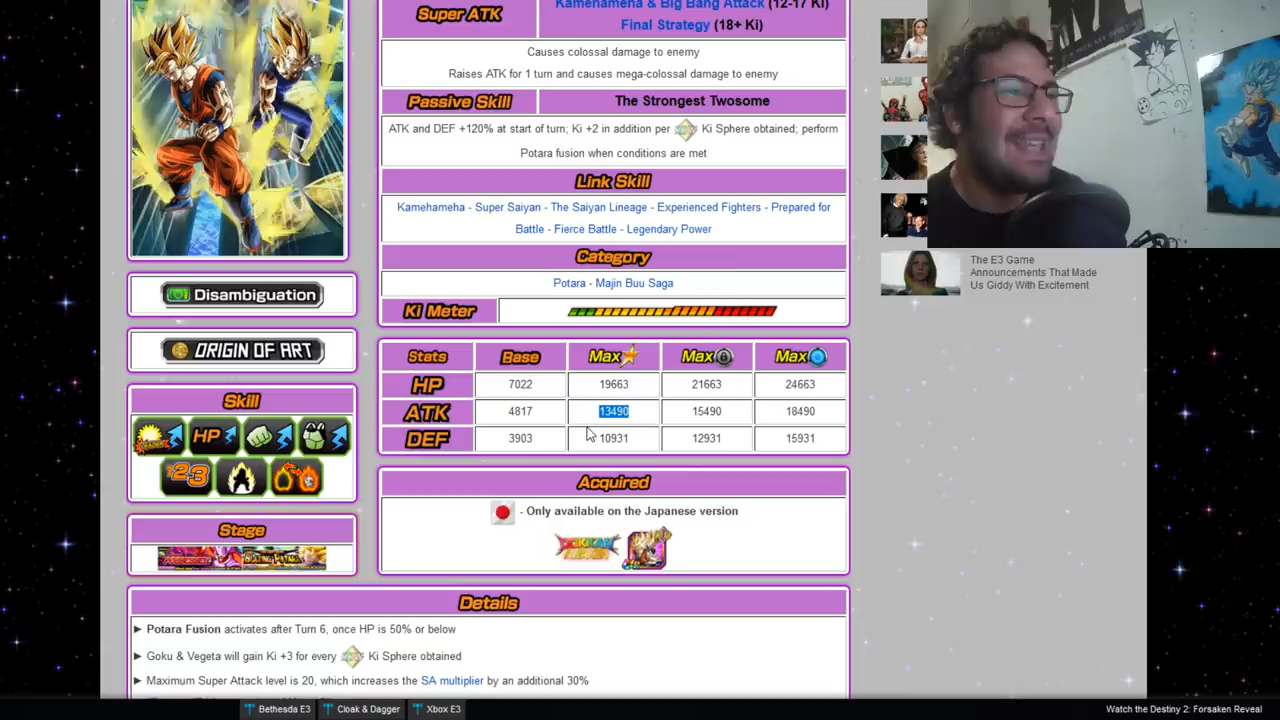 Super ATK
Kamehameha & Big Bang Attack (12-17 Ki)
Final Strategy (18+ Ki)
Causes colossal damage to enemy
Raises ATK for 1 turn and causes mega-colossal damage to enemy
Passive Skill
The Strongest Twosome
ATK and DEF +120% at start of turn; Ki +2 in addition per Ki Sphere obtained; perform
Potara fusion when conditions are met
Link Skill
Kamehameha - Super Saiyan - The Saiyan Lineage - Experienced Fighters - Prepared for
Battle - Fierce Battle - Legendary Power
Category
Potara - Majin Buu Saga
Ki Meter
Disambiguation
ORIGIN OF ART
Skill
HP
123
Stage
Stats Base Max Max Max
HP 7022 19663 21663 24663
ATK 4817 13490 15490 18490
DEF 3903 10931 12931 15931
Acquired
- Only available on the Japanese version
Details
► Potara Fusion activates after Turn 6, once HP is 50% or below
► Goku & Vegeta will gain Ki +3 for every Ki Sphere obtained
► Maximum Super Attack level is 20, which increases the SA multiplier by an additional 30%
The E3 Game
Announcements That Made
Us Giddy With Excitement
Bethesda E3 Cloak & Dagger Xbox E3
Watch the Destiny 2: Forsaken Reveal